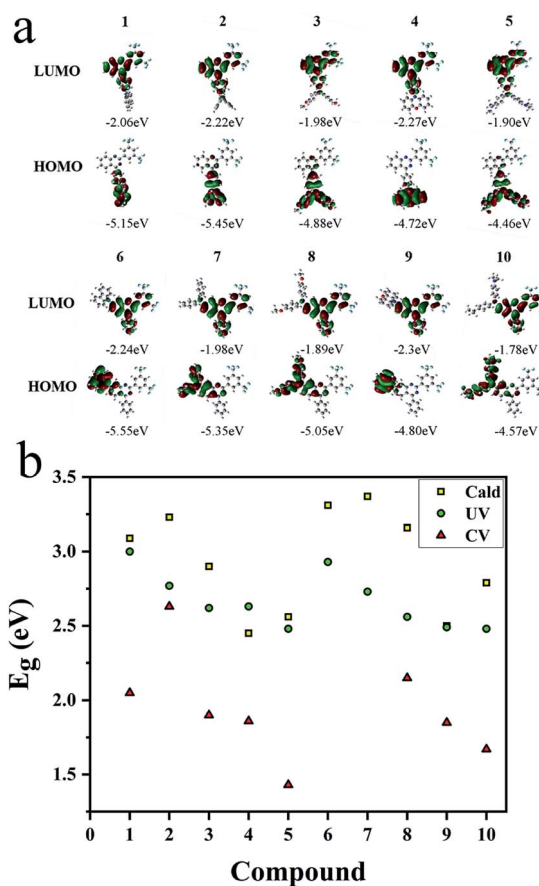 a
1 2 3 4 5
LUMO
-2.06eV -2.22eV -1.98eV -2.27eV -1.90eV
HOMO
-5.15eV -5.45eV -4.88eV -4.72eV -4.46eV
6 7 8 9 10
LUMO
-2.24eV -1.98eV -1.89eV -2.3eV -1.78eV
HOMO
-5.55eV -5.35eV -5.05eV -4.80eV -4.57eV
b
3.5
Cald
UV
CV
3.0
2.5
2.0
1.5
Eg (eV)
0 1 2 3 4 5 6 7 8 9 10
Compound